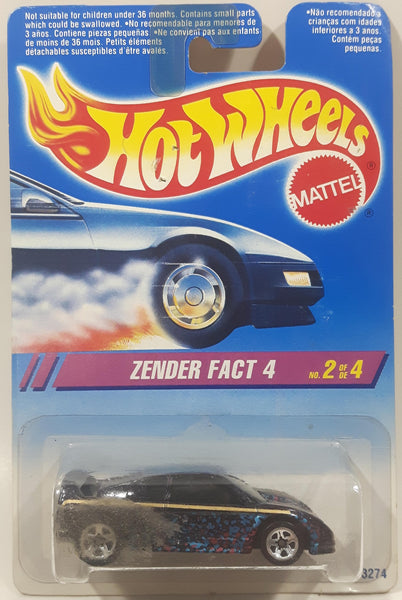 Not suitable for children under 36 months. Contains small parts
which could be swallowed. •No recomendable para menores de
3 años. Contiene piezas pequeñas. •Ne convient pas aux enfants
de moins de 36 mois. Petits éléments
détachables susceptibles d'être avalés.
•Não recomendado a
crianças com idades
inferiores a 3 anos.
Contém peças
pequenas.
HOT WHEELS
®
MATTEL
®
ZENDER FACT 4
NO. 2 OF DE 4
3274